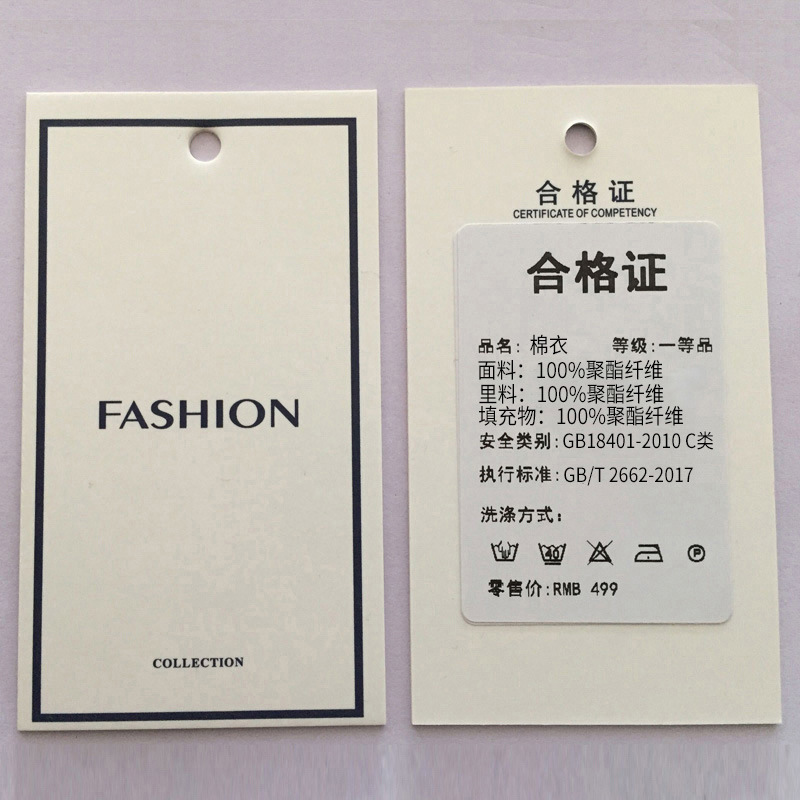 FASHION
COLLECTION
合格证
CERTIFICATE OF COMPETENCY
合格证
品名: 棉衣 等级:一等品
面料：100%聚酯纤维
里料：100%聚酯纤维
填充物：100%聚酯纤维
安全类别:GB18401-2010 C类
执行标准:GB/T 2662-2017
洗涤方式:
40
P
零售价:RMB 499